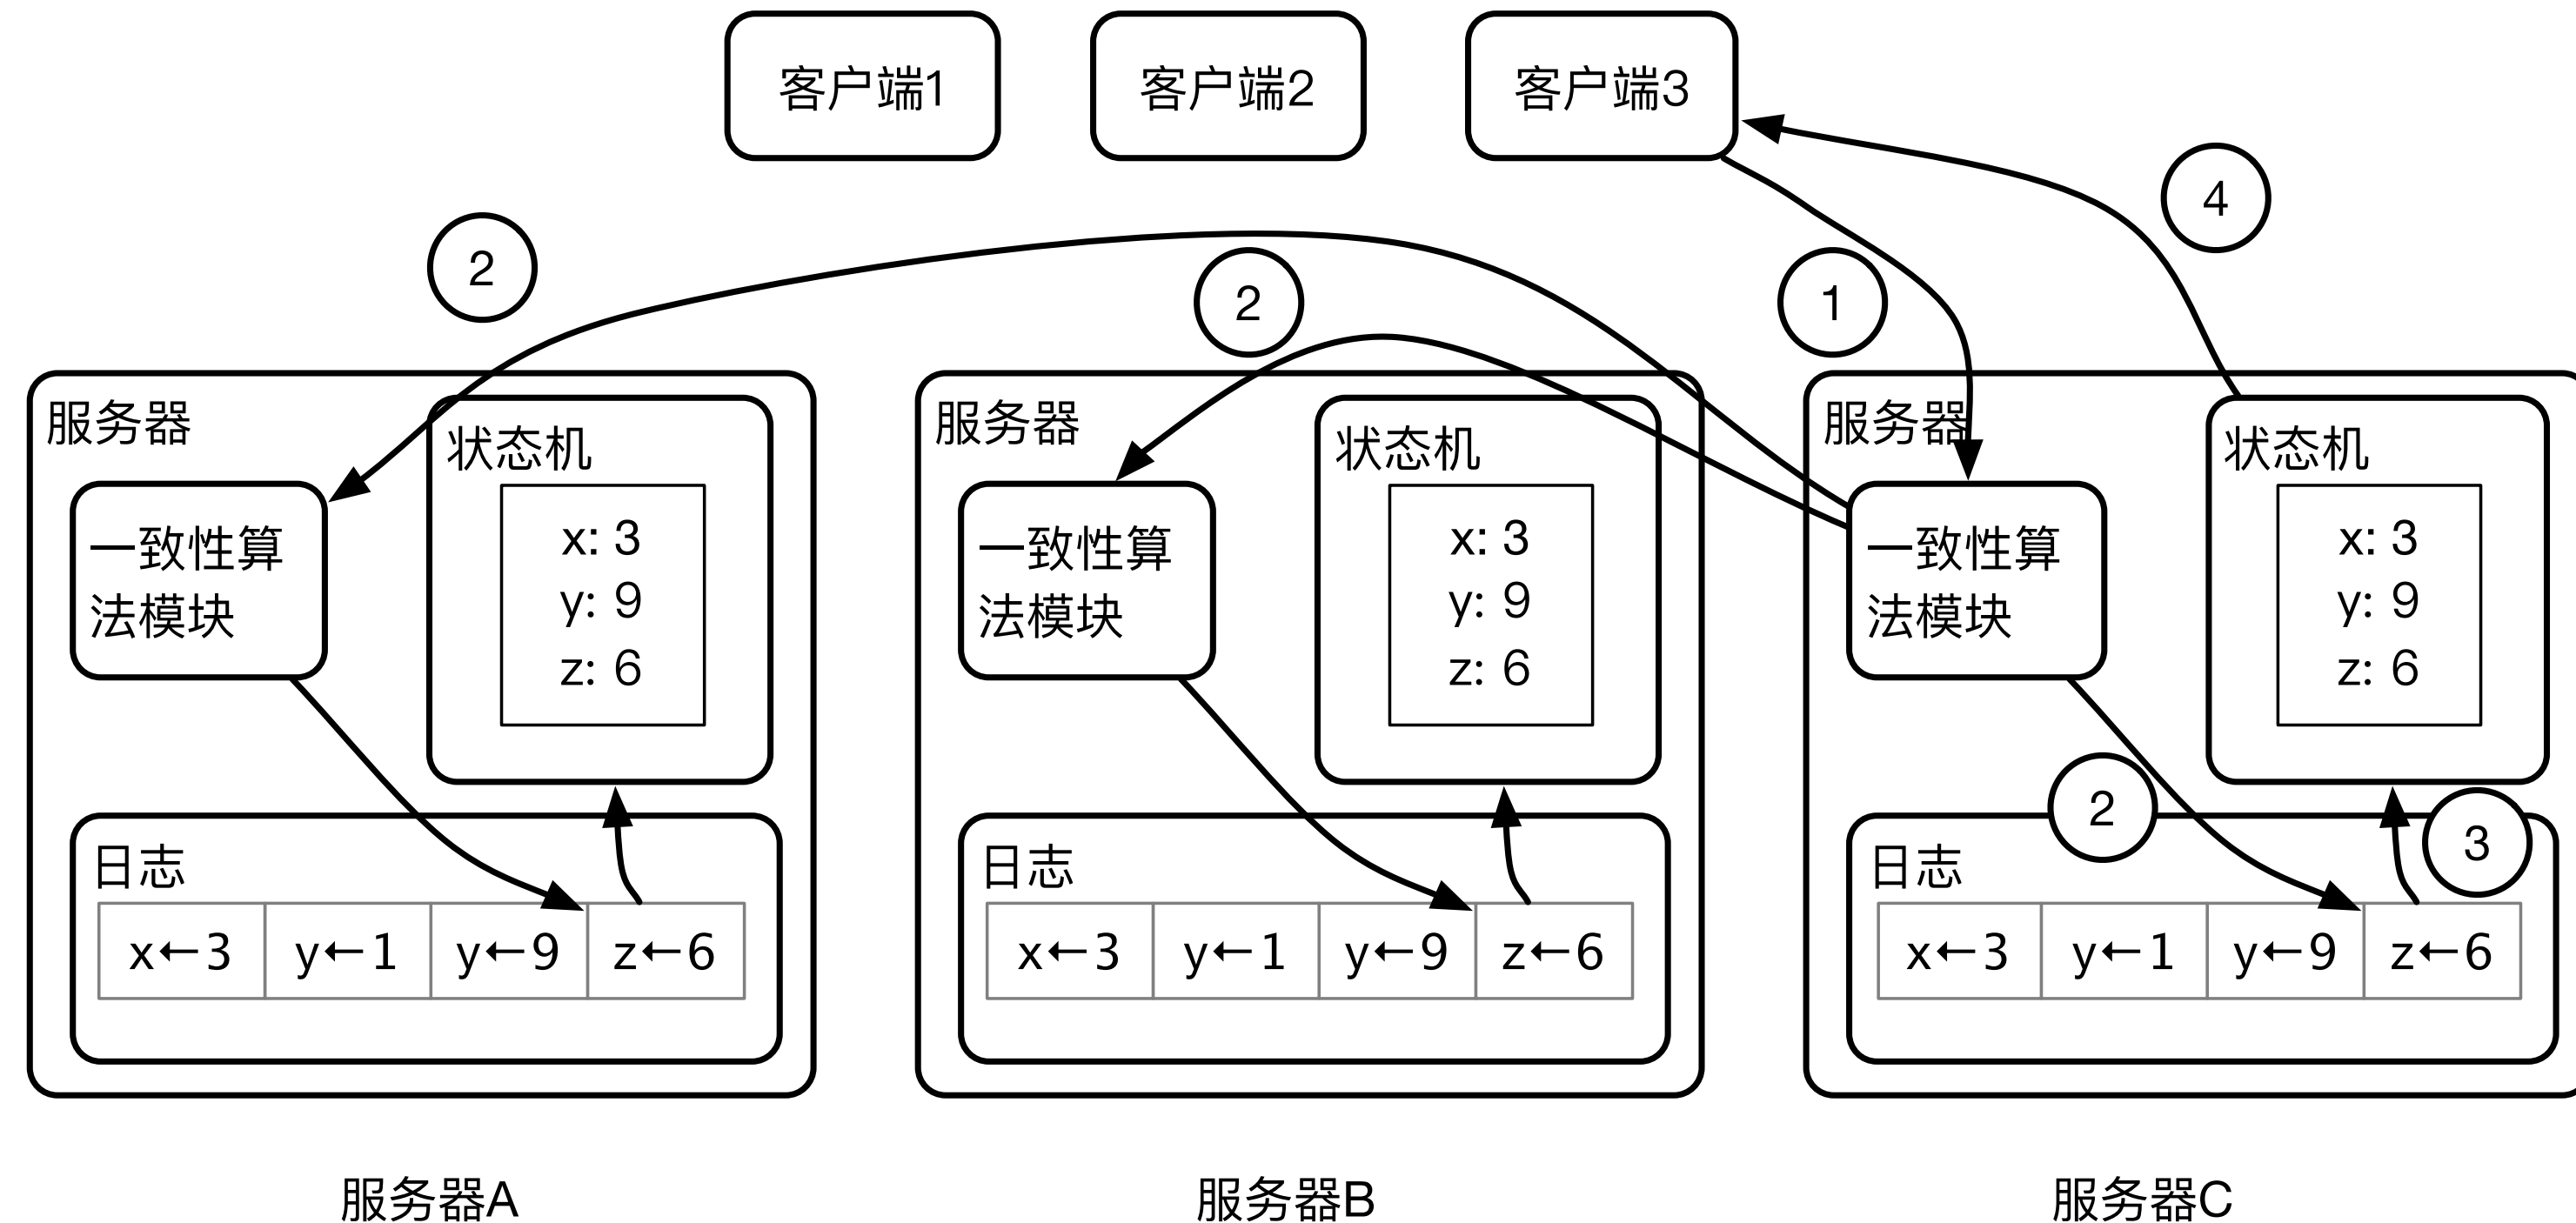 客户端1
客户端2
客户端3
4
2
2
1
服务器
状态机
一致性算
法模块
x: 3
y: 9
z: 6
日志
x←3
y←1
y←9
z←6
服务器
状态机
一致性算
法模块
x: 3
y: 9
z: 6
日志
x←3
y←1
y←9
z←6
服务器
状态机
一致性算
法模块
x: 3
y: 9
z: 6
2
3
日志
x←3
y←1
y←9
z←6
服务器A
服务器B
服务器C